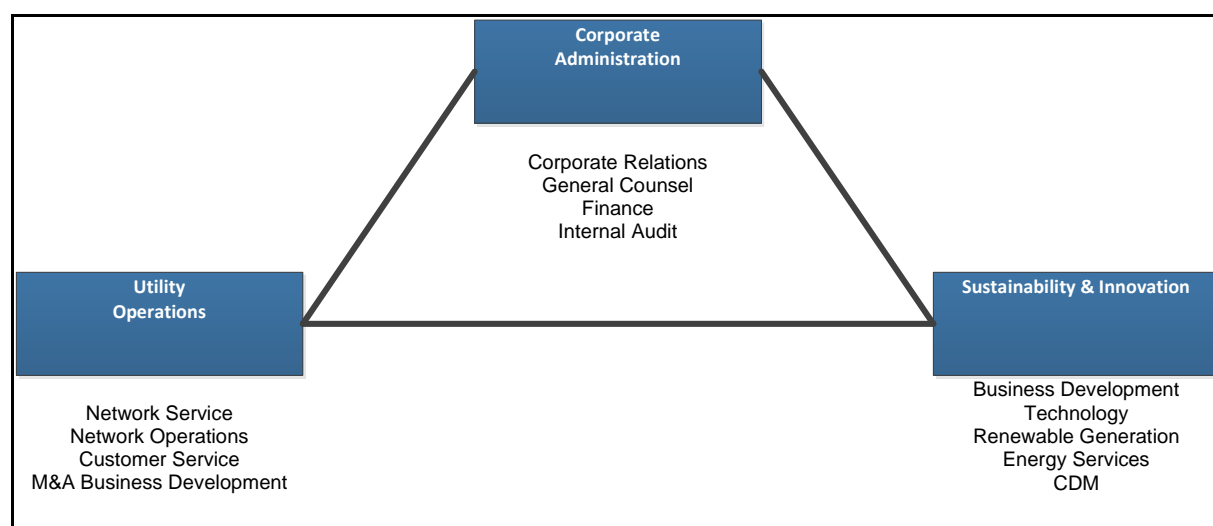 Corporate
Administration
Corporate Relations
General Counsel
Finance
Internal Audit
Utility
Operations
Network Service
Network Operations
Customer Service
M&A Business Development
Sustainability & Innovation
Business Development
Technology
Renewable Generation
Energy Services
CDM